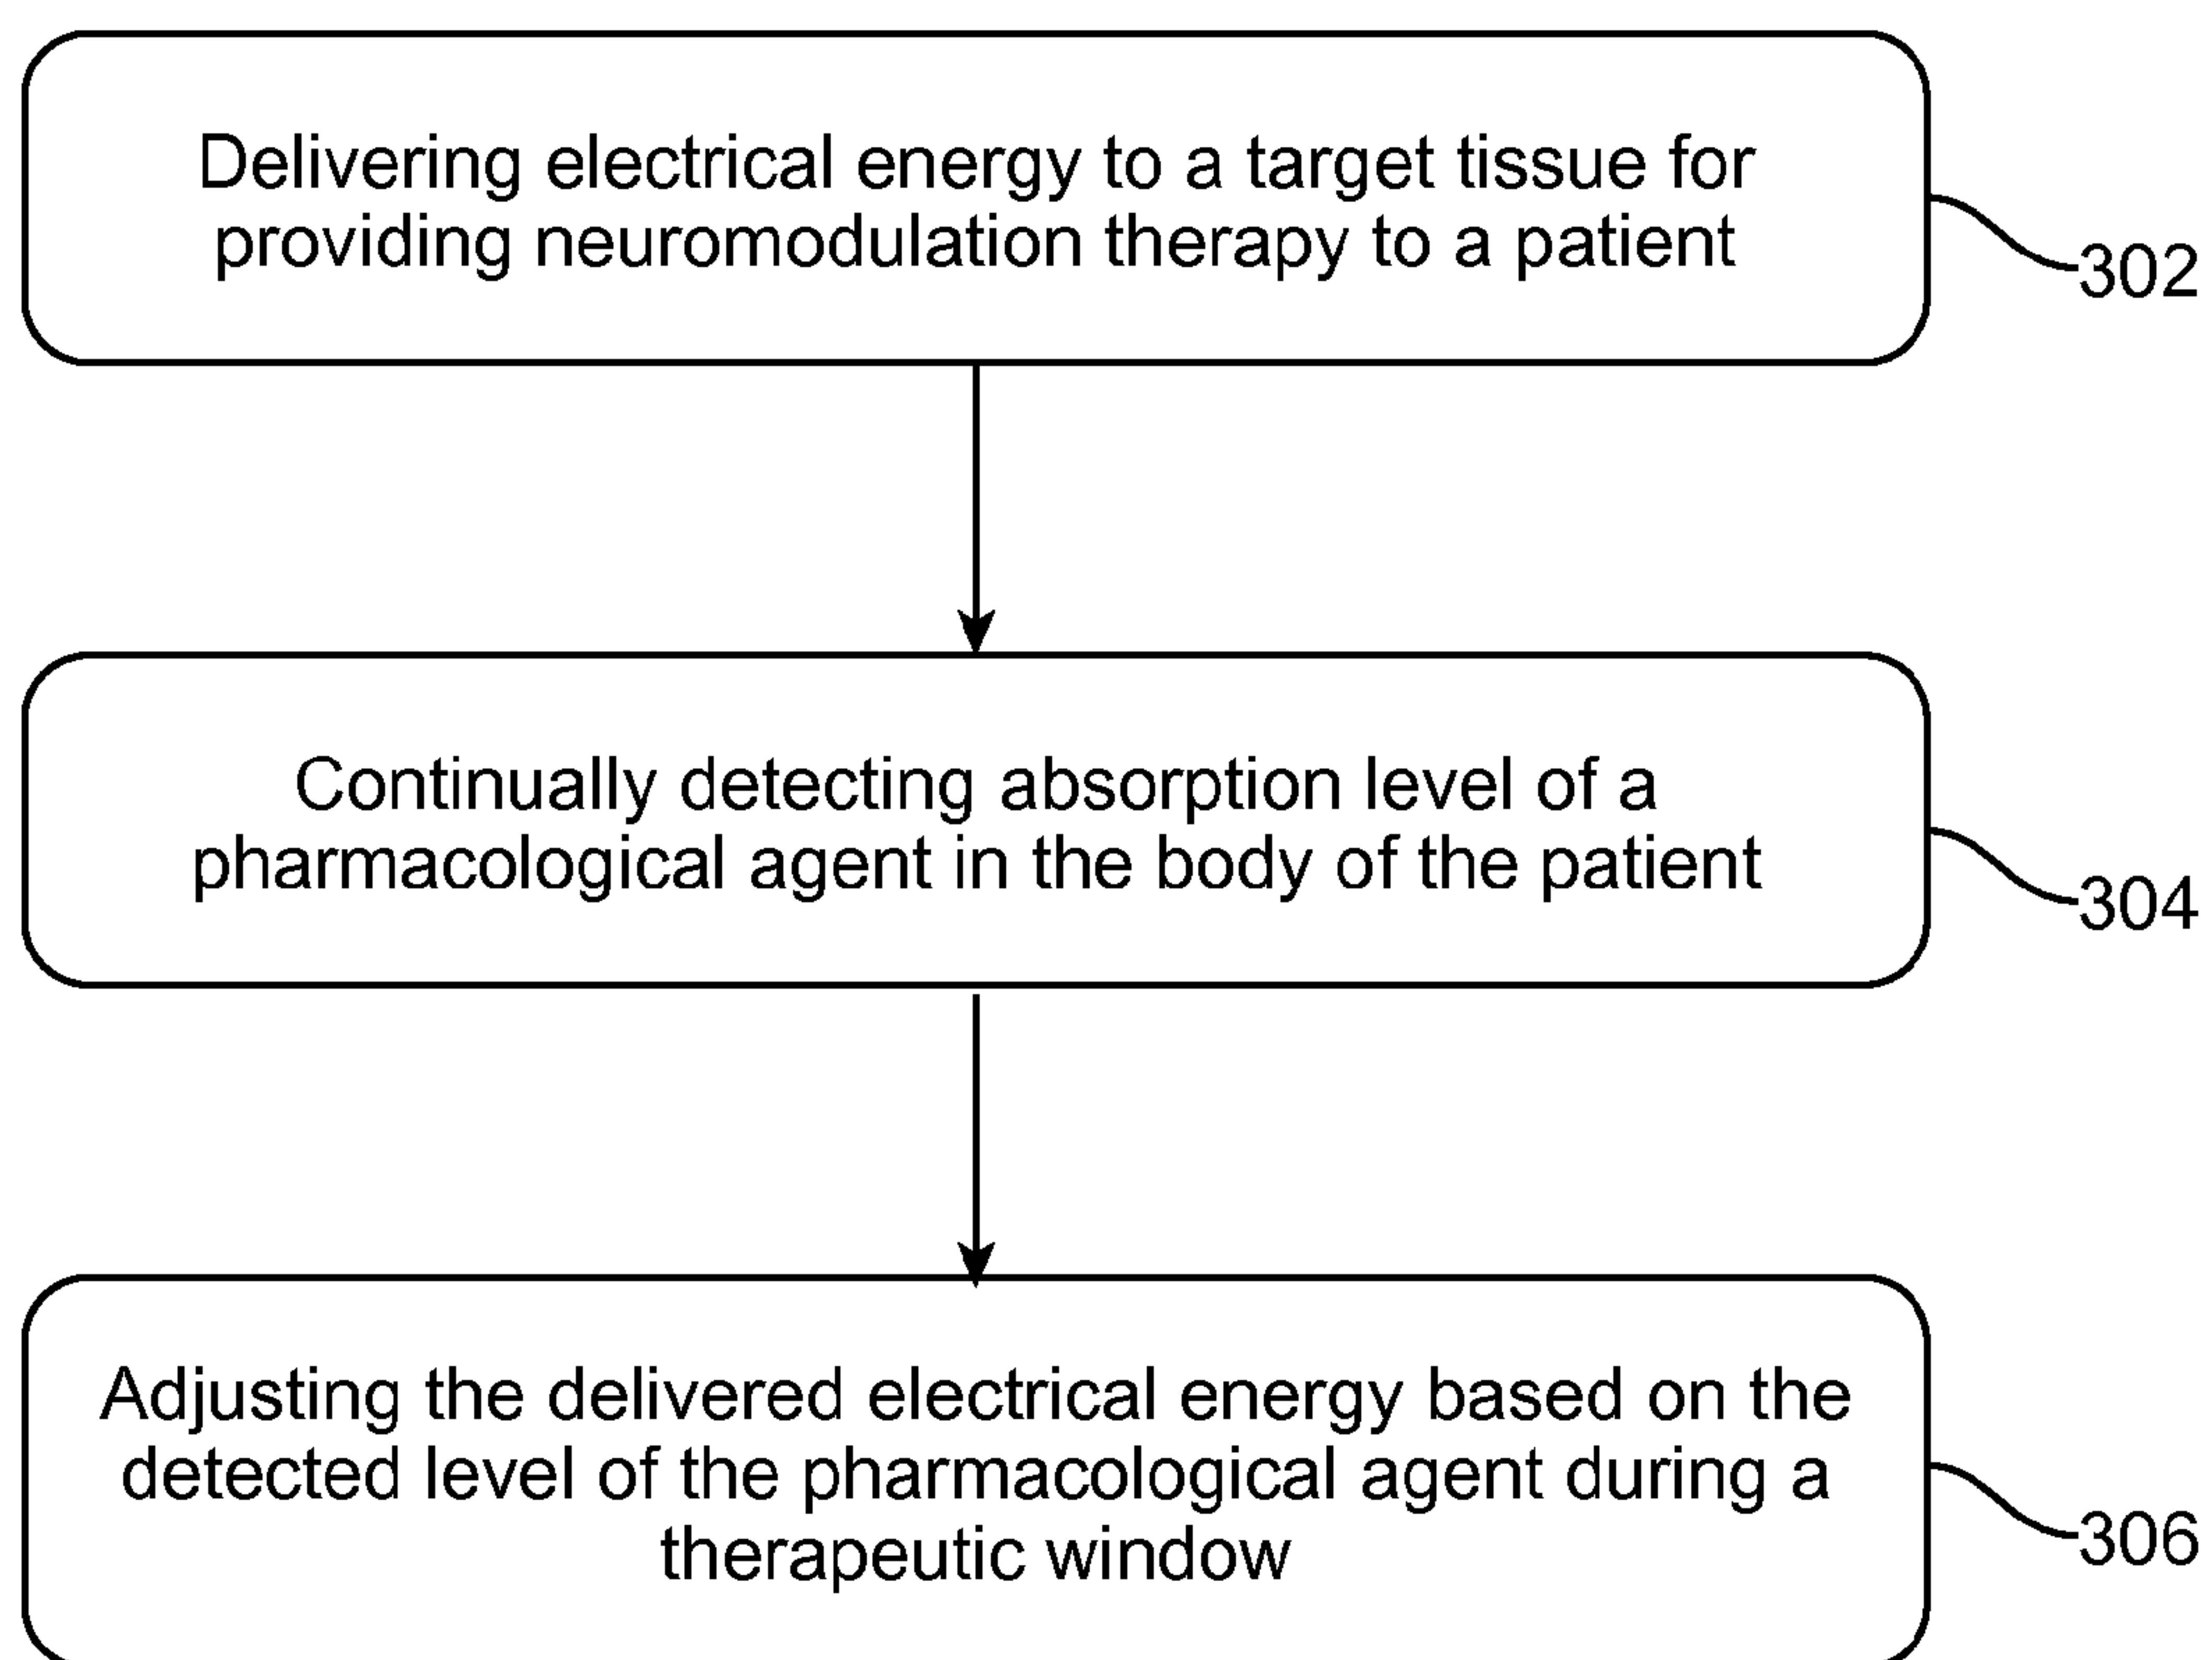 Delivering electrical energy to a target tissue for
providing neuromodulation therapy to a patient
302
Continually detecting absorption level of a
pharmacological agent in the body of the patient
304
Adjusting the delivered electrical energy based on the
detected level of the pharmacological agent during a
therapeutic window
306